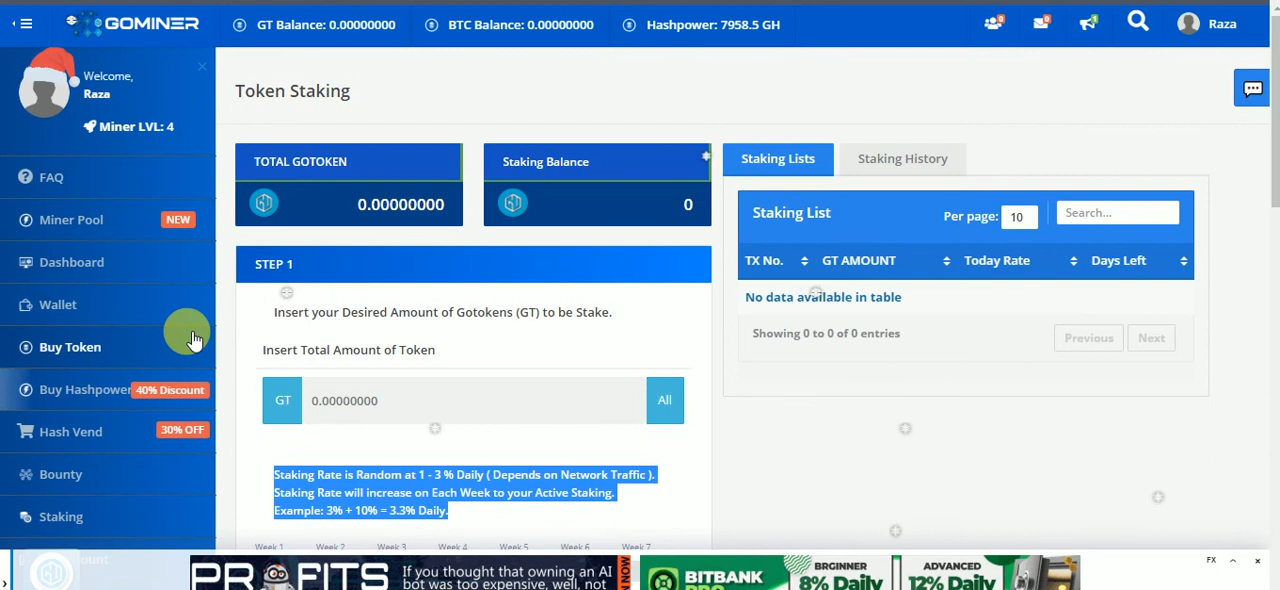 GOMINER
GT Balance: 0.00000000
BTC Balance: 0.00000000
Hashpower: 7958.5 GH
0
0
1
Raza
Welcome,
Raza
Miner LVL: 4
FAQ
Miner Pool NEW
Dashboard
Wallet
Buy Token
Buy Hashpower 40% Discount
Hash Vend 30% OFF
Bounty
Staking
Token Staking
TOTAL GOTOKEN
0.00000000
Staking Balance
0
STEP 1
Insert your Desired Amount of Gotokens (GT) to be Stake.
Insert Total Amount of Token
GT 0.00000000 All
Staking Rate is Random at 1 - 3 % Daily ( Depends on Network Traffic ).
Staking Rate will increase on Each Week to your Active Staking.
Example: 3% + 10% = 3.3% Daily.
Week 1 Week 2 Week 3 Week 4 Week 5 Week 6 Week 7
Staking Lists Staking History
Staking List Per page: 10 Search...
TX No. GT AMOUNT Today Rate Days Left
No data available in table
Showing 0 to 0 of 0 entries Previous Next
PROFITS
If you thought that owning an AI
bot was too expensive, well, not
NOW
BITBANK
PRO
BRGINNER
8% Daily
ADVANCED
12% Daily
FX